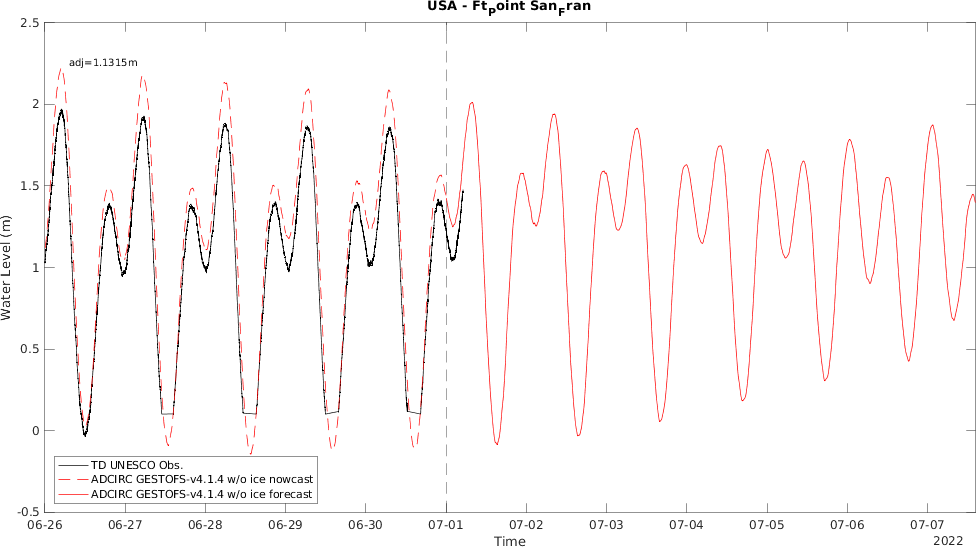 USA - FtPoint SanFran
2.5
adj=1.1315m
2
1.5
1
0.5
0
-0.5
Water Level (m)
TD UNESCO Obs.
ADCIRC GESTOFS-v4.1.4 w/o ice nowcast
ADCIRC GESTOFS-v4.1.4 w/o ice forecast
06-26 06-27 06-28 06-29 06-30 07-01 07-02 07-03 07-04 07-05 07-06 07-07
Time
2022